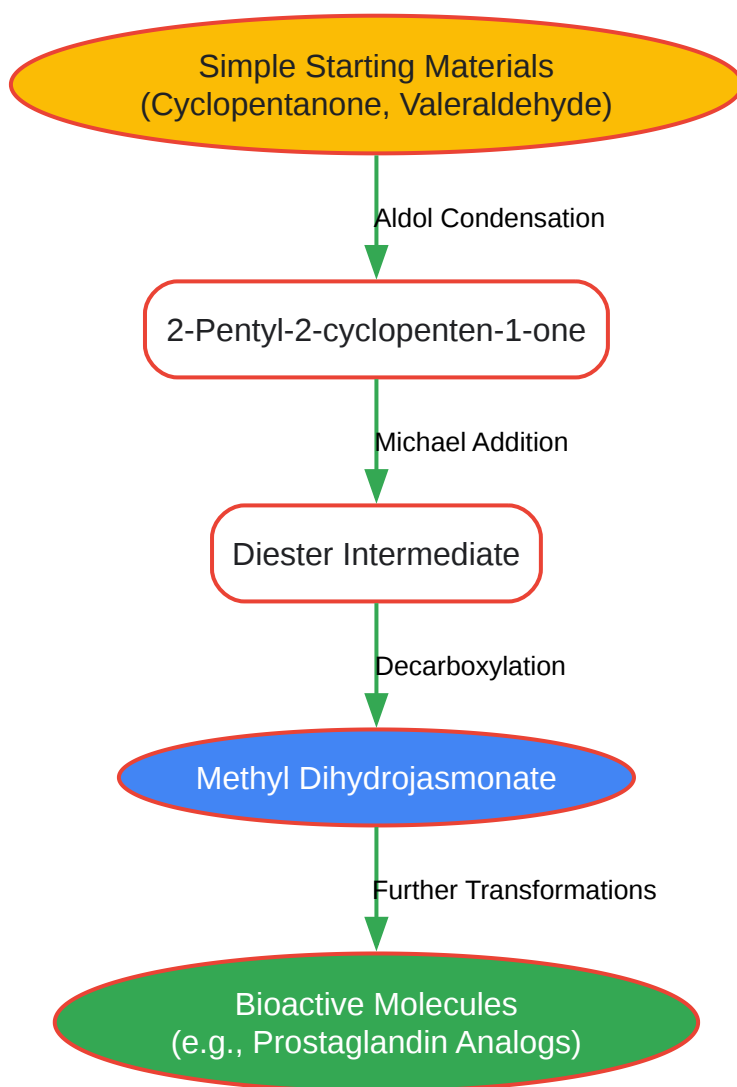 Simple Starting Materials
(Cyclopentanone, Valeraldehyde)
Aldol Condensation
2-Pentyl-2-cyclopenten-1-one
Michael Addition
Diester Intermediate
Decarboxylation
Methyl Dihydrojasmonate
Further Transformations
Bioactive Molecules
(e.g., Prostaglandin Analogs)